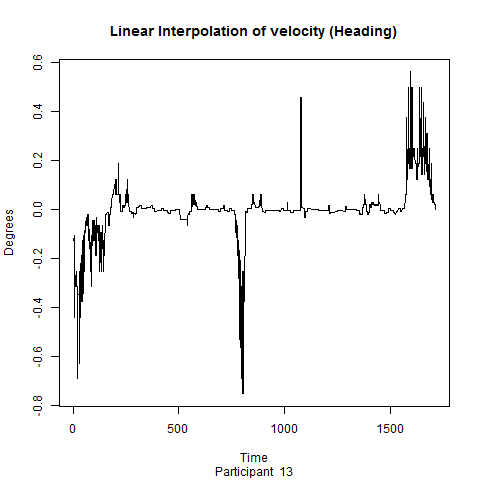 Linear Interpolation of velocity (Heading)
0.6
0.4
0.2
0.0
-0.2
-0.4
-0.6
-0.8
Degrees
0 500 1000 1500
Time
Participant 13